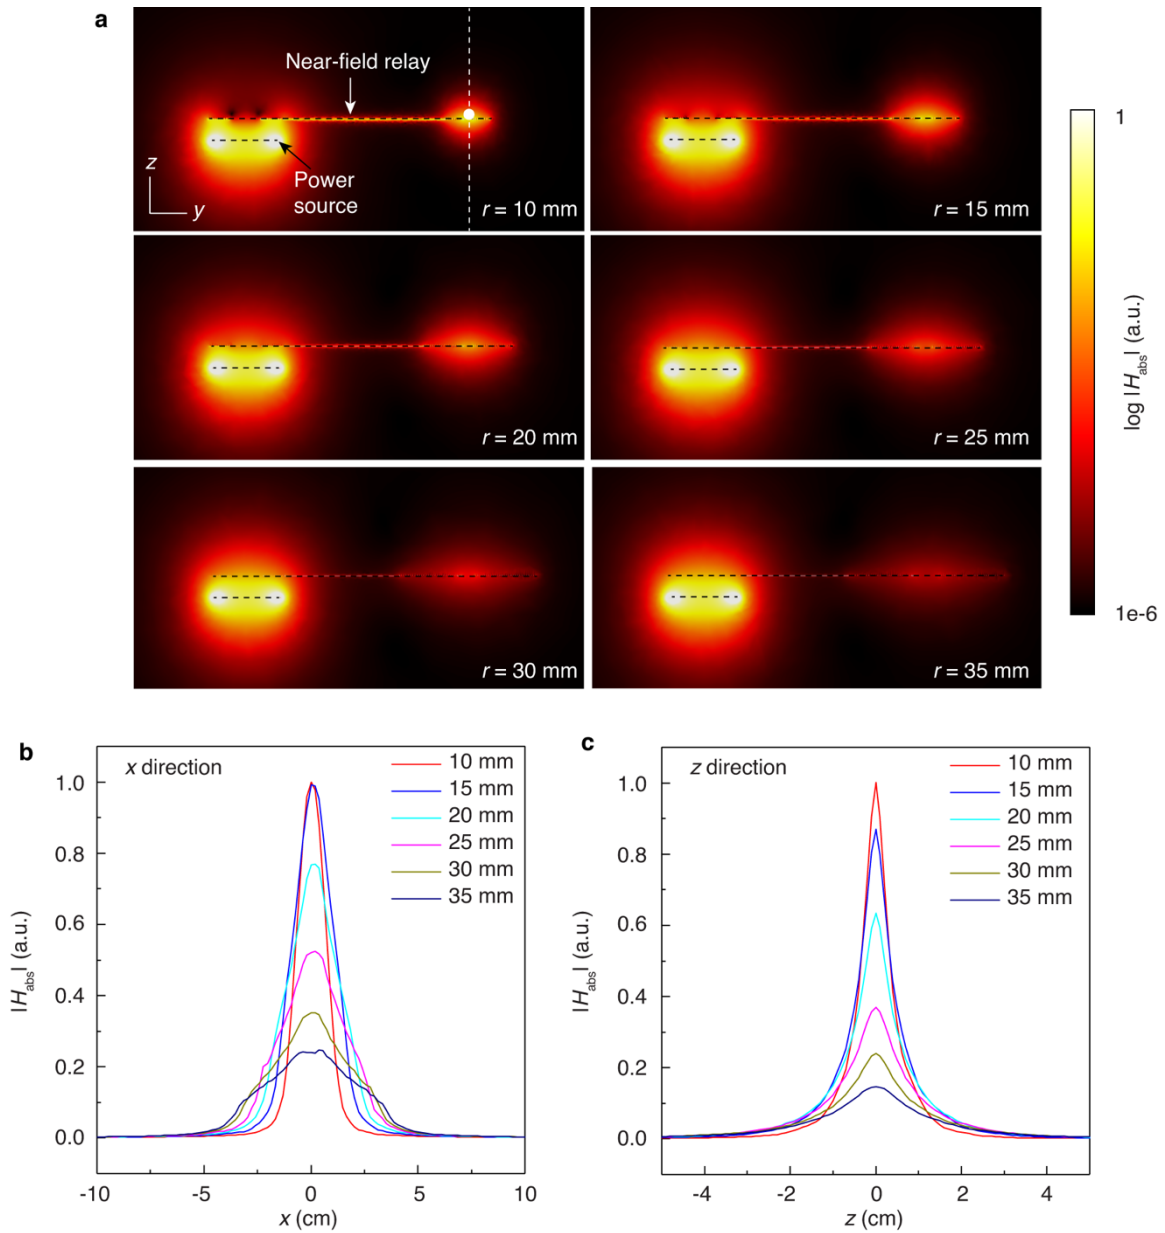 a
Near-field relay
Power
source
z
y
r = 10 mm
r = 15 mm
r = 20 mm
r = 25 mm
r = 30 mm
r = 35 mm
1
log |Habs| (a.u.)
1e-6
b
x direction
10 mm
15 mm
20 mm
25 mm
30 mm
35 mm
1.0
0.8
0.6
0.4
0.2
0.0
|Habs| (a.u.)
-10
-5
0
5
10
x (cm)
c
z direction
10 mm
15 mm
20 mm
25 mm
30 mm
35 mm
1.0
0.8
0.6
0.4
0.2
0.0
|Habs| (a.u.)
-4
-2
0
2
4
z (cm)